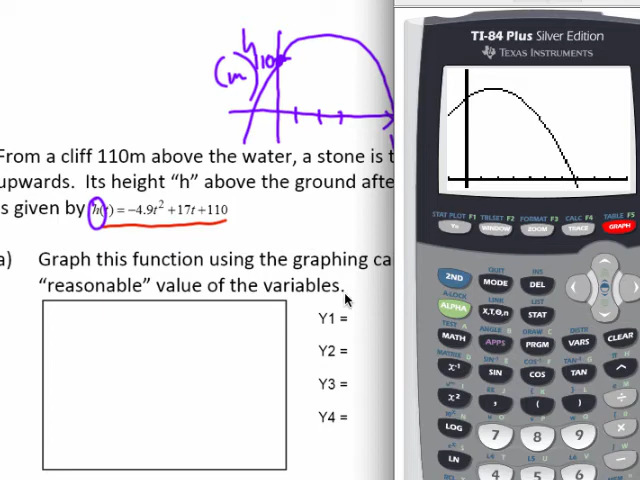 h
(m)
110
From a cliff 110m above the water, a stone is t
upwards. Its height "h" above the ground afte
is given by h(t) = −4.9t² +17t +110
a) Graph this function using the graphing ca
"reasonable" value of the variables.
Y1 =
Y2 =
Y3 =
Y4 =
TI-84 Plus Silver Edition
TEXAS INSTRUMENTS
STAT PLOT F1 TBLSET F2 FORMAT F3 CALC F4 TABLE F5
Y= WINDOW ZOOM TRACE GRAPH
QUIT INS
2ND MODE DEL
A-LOCK LINK LIST
ALPHA X,T,Θ,n STAT
TEST A ANGLE B DRAW C DISTR
MATH APPS PRGM VARS CLEAR
MATRIX D SIN⁻¹ E COS⁻¹ F TAN⁻¹ G π H
x⁻¹ SIN COS TAN ^
x² , ( ) ÷
LOG 7 8 9 ×
L4 T L5 U L6 V
LN 4 5 6 −